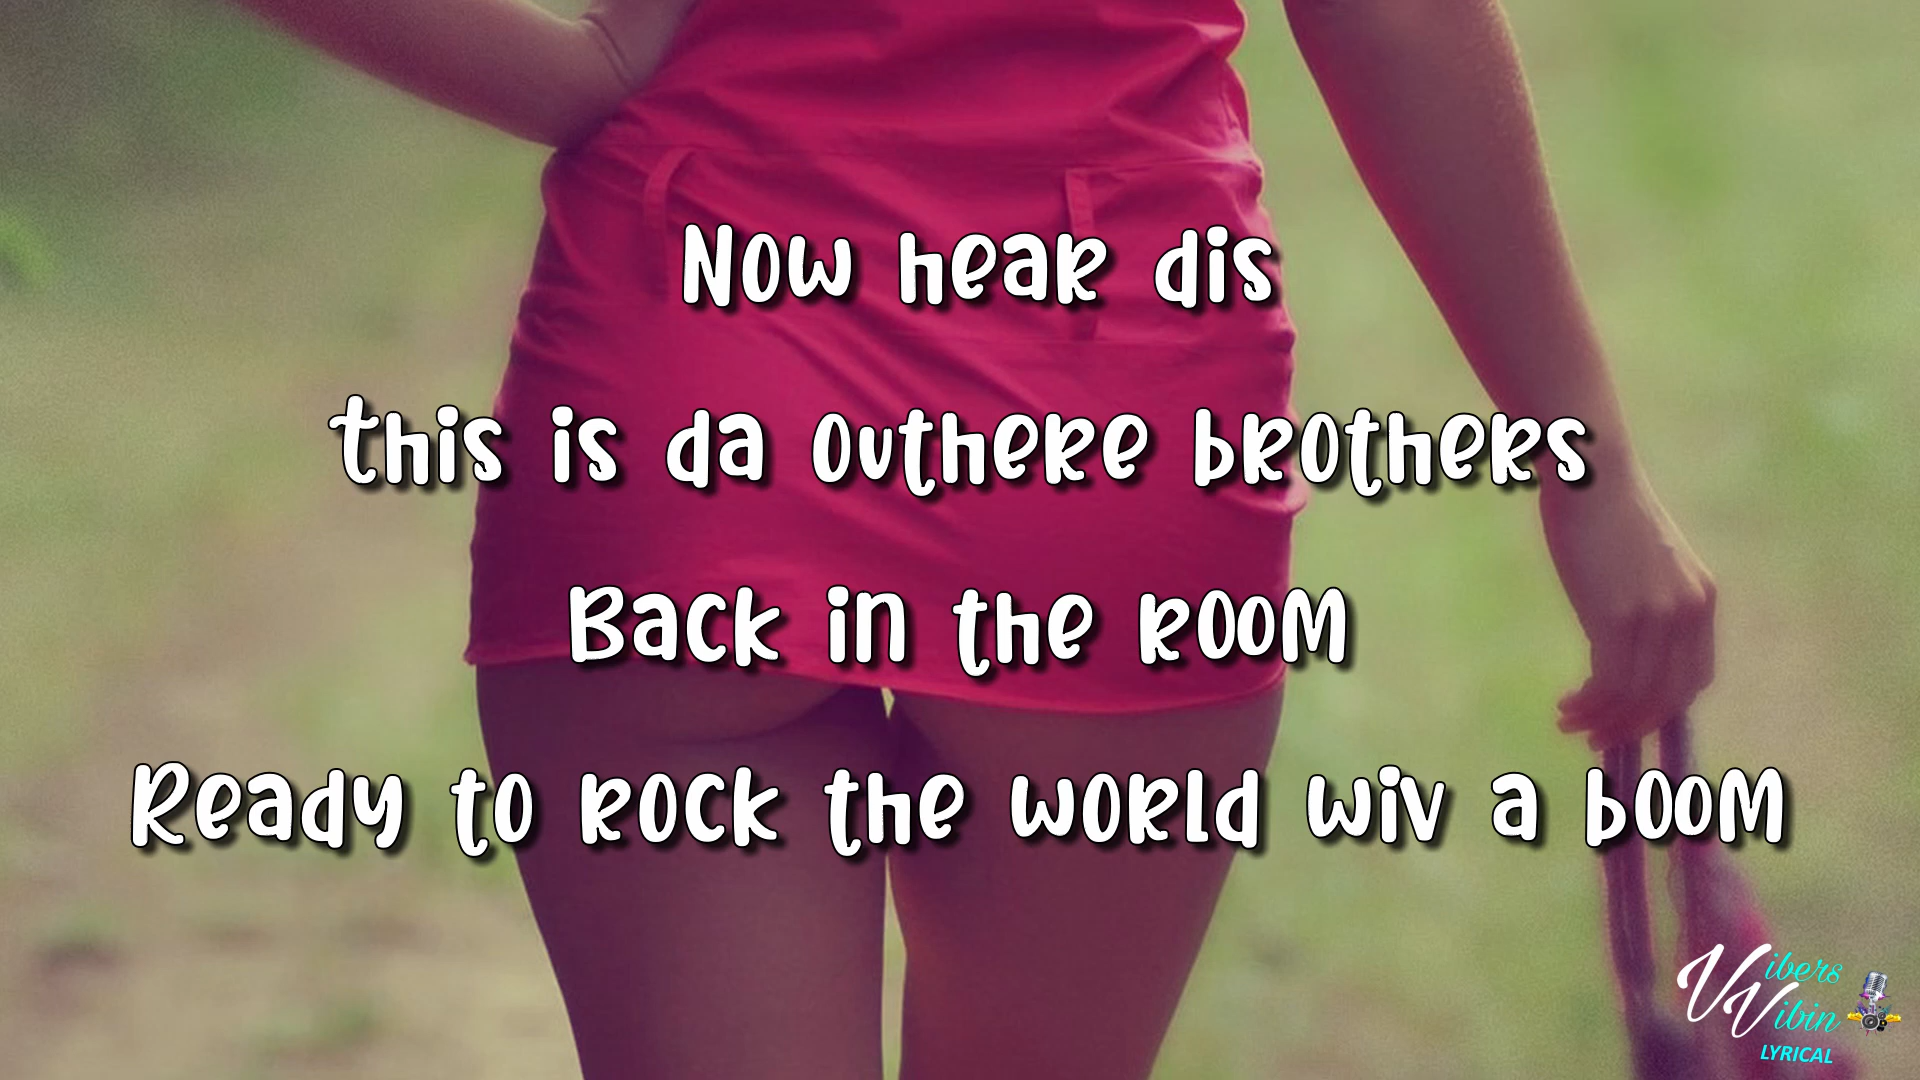 Now hear dis
this is da outhere brothers
Back in the room
Ready to rock the world wiv a boom
Vibers
Vibin
LYRICAL